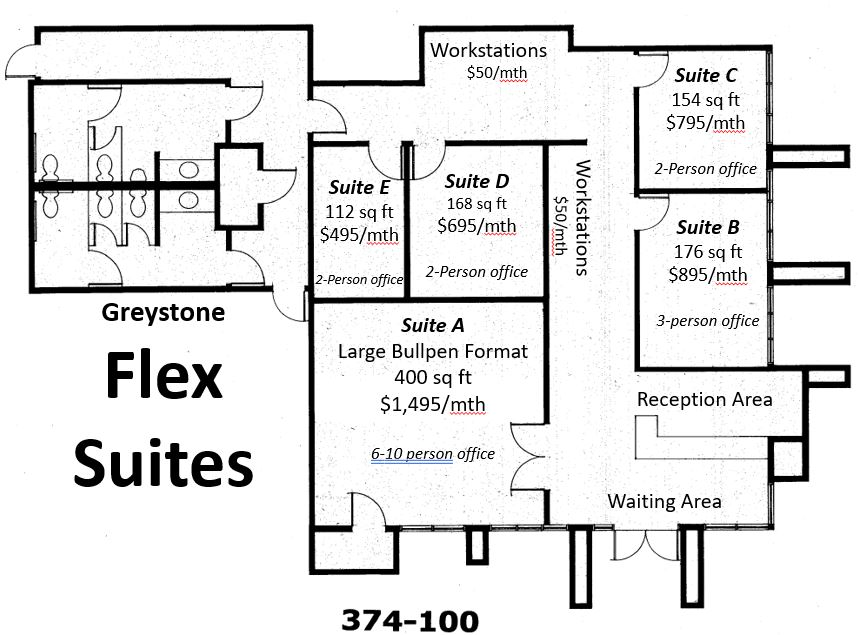 Workstations
$50/mth
Suite C
154 sq ft
$795/mth
2-Person office
Suite E
112 sq ft
$495/mth
2-Person office
Suite D
168 sq ft
$695/mth
2-Person office
Workstations
$50/mth
Suite B
176 sq ft
$895/mth
3-person office
Greystone
Flex
Suites
Suite A
Large Bullpen Format
400 sq ft
$1,495/mth
6-10 person office
Reception Area
Waiting Area
374-100